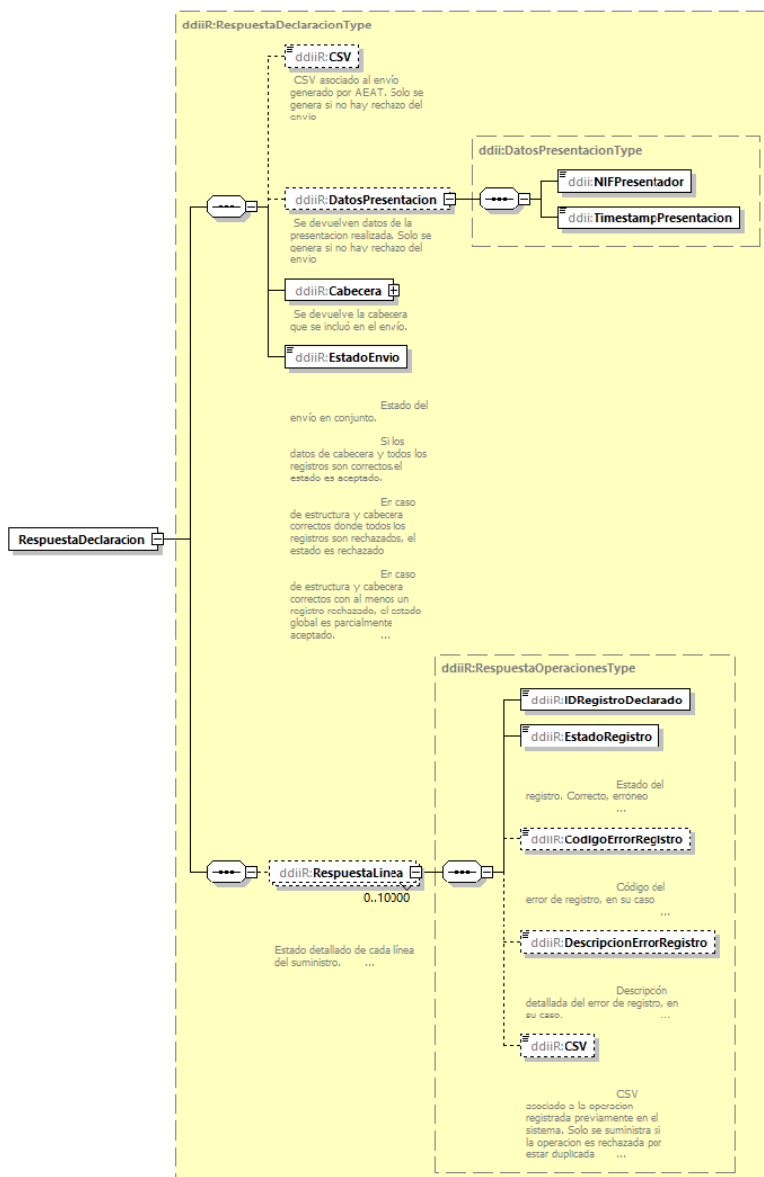 ddiiR:RespuestaDeclaracionType
ddiiR:CSV
CSV asociado al envío
generado por AEAT. Solo se
genera si no hay rechazo del
envio
ddii:DatosPresentacionType
ddiiR:DatosPresentacion
ddii:NIFPresentador
ddii:TimestampPresentacion
Se devuelven datos de la
presentacion realizada. Solo se
genera si no hay rechazo del
envio
ddiiR:Cabecera
Se devuelve la cabecera
que se incluó en el envío.
ddiiR:EstadoEnvio
Estado del
envío en conjunto.
Si los
datos de cabecera y todos los
registros son correctos,el
estado es aceptado.
En caso
de estructura y cabecera
correctos donde todos los
registros son rechazados, el
estado es rechazado
En caso
de estructura y cabecera
correctos con al menos un
registro rechazado, el estado
global es parcialmente
aceptado. ...
RespuestaDeclaracion
ddiiR:RespuestaOperacionesType
ddiiR:IDRegistroDeclarado
ddiiR:EstadoRegistro
Estado del
registro. Correcto, erróneo
...
ddiiR:CodigoErrorRegistro
Código del
error de registro, en su caso
...
ddiiR:RespuestaLinea
0..10000
Estado detallado de cada línea
del suministro. ...
ddiiR:DescripcionErrorRegistro
Descripcón
detallada del error de registro, en
su caso. ...
ddiiR:CSV
CSV
asociado a la operacion
registrada previamente en el
sistema. Solo se suministra si
la operacion es rechazada por
estar duplicada ...